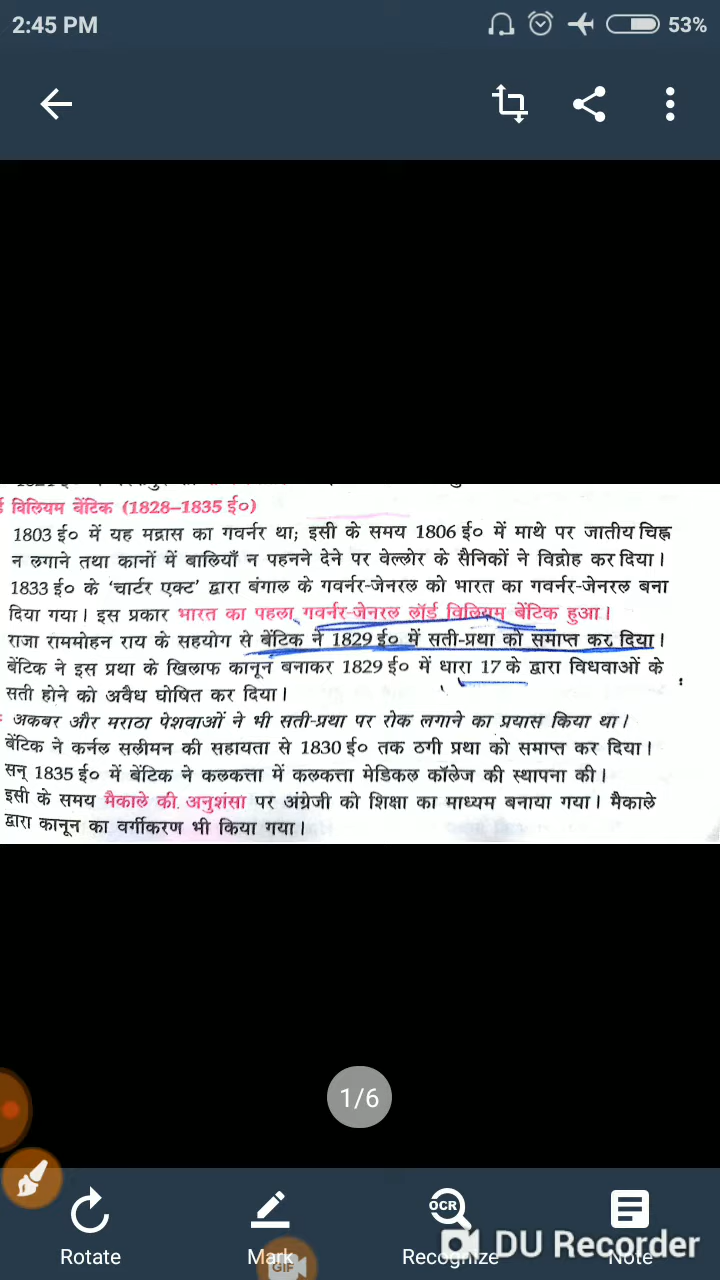 2:45 PM 53%
र्ड विलियम बेंटिक (1828–1835 ई०)
1803 ई० में यह मद्रास का गवर्नर था; इसी के समय 1806 ई० में माथे पर जातीय चिह्न
न लगाने तथा कानों में बालियाँ न पहनने देने पर वेल्लोर के सैनिकों ने विद्रोह कर दिया।
1833 ई० के 'चार्टर एक्ट' द्वारा बंगाल के गवर्नर-जेनरल को भारत का गवर्नर-जेनरल बना
दिया गया। इस प्रकार भारत का पहला गवर्नर-जेनरल लॉर्ड विलियम बेंटिक हुआ।
राजा राममोहन राय के सहयोग से बेंटिक ने 1829 ई० में सती-प्रथा को समाप्त कर दिया।
बेंटिक ने इस प्रथा के खिलाफ कानून बनाकर 1829 ई० में धारा 17 के द्वारा विधवाओं के
सती होने को अवैध घोषित कर दिया।
अकबर और मराठा पेशवाओं ने भी सती-प्रथा पर रोक लगाने का प्रयास किया था।
बेंटिक ने कर्नल सलीमन की सहायता से 1830 ई० तक ठगी प्रथा को समाप्त कर दिया।
सन् 1835 ई० में बेंटिक ने कलकत्ता में कलकत्ता मेडिकल कॉलेज की स्थापना की।
इसी के समय मैकाले की अनुशंसा पर अंग्रेजी को शिक्षा का माध्यम बनाया गया। मैकाले
द्वारा कानून का वर्गीकरण भी किया गया।
1/6
OCR
DU Recorder
Rotate Mark Recognize Note
GIF